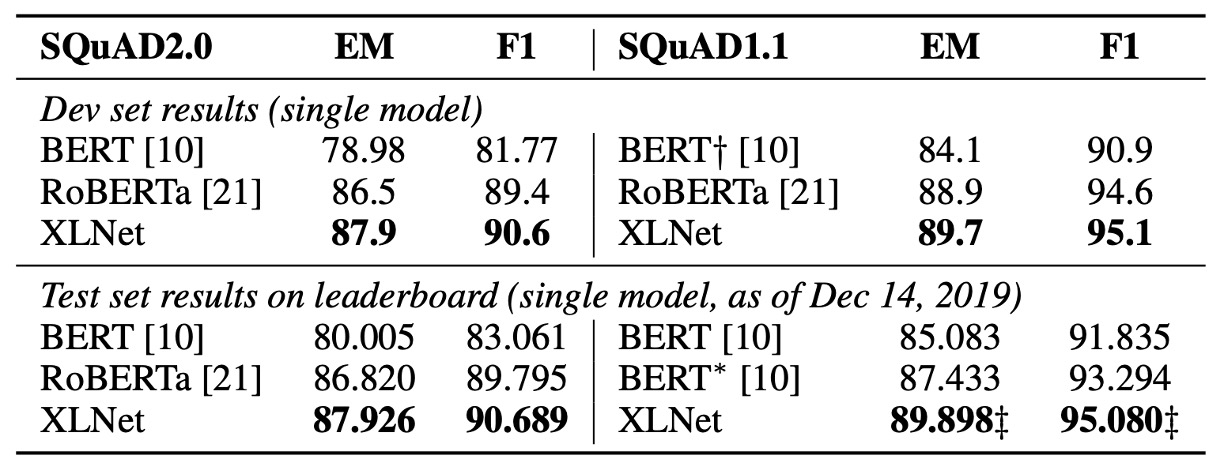 SQuAD2.0 EM F1 SQuAD1.1 EM F1
Dev set results (single model)
BERT [10] 78.98 81.77 BERT† [10] 84.1 90.9
RoBERTa [21] 86.5 89.4 RoBERTa [21] 88.9 94.6
XLNet 87.9 90.6 XLNet 89.7 95.1
Test set results on leaderboard (single model, as of Dec 14, 2019)
BERT [10] 80.005 83.061 BERT [10] 85.083 91.835
RoBERTa [21] 86.820 89.795 BERT* [10] 87.433 93.294
XLNet 87.926 90.689 XLNet 89.898‡ 95.080‡